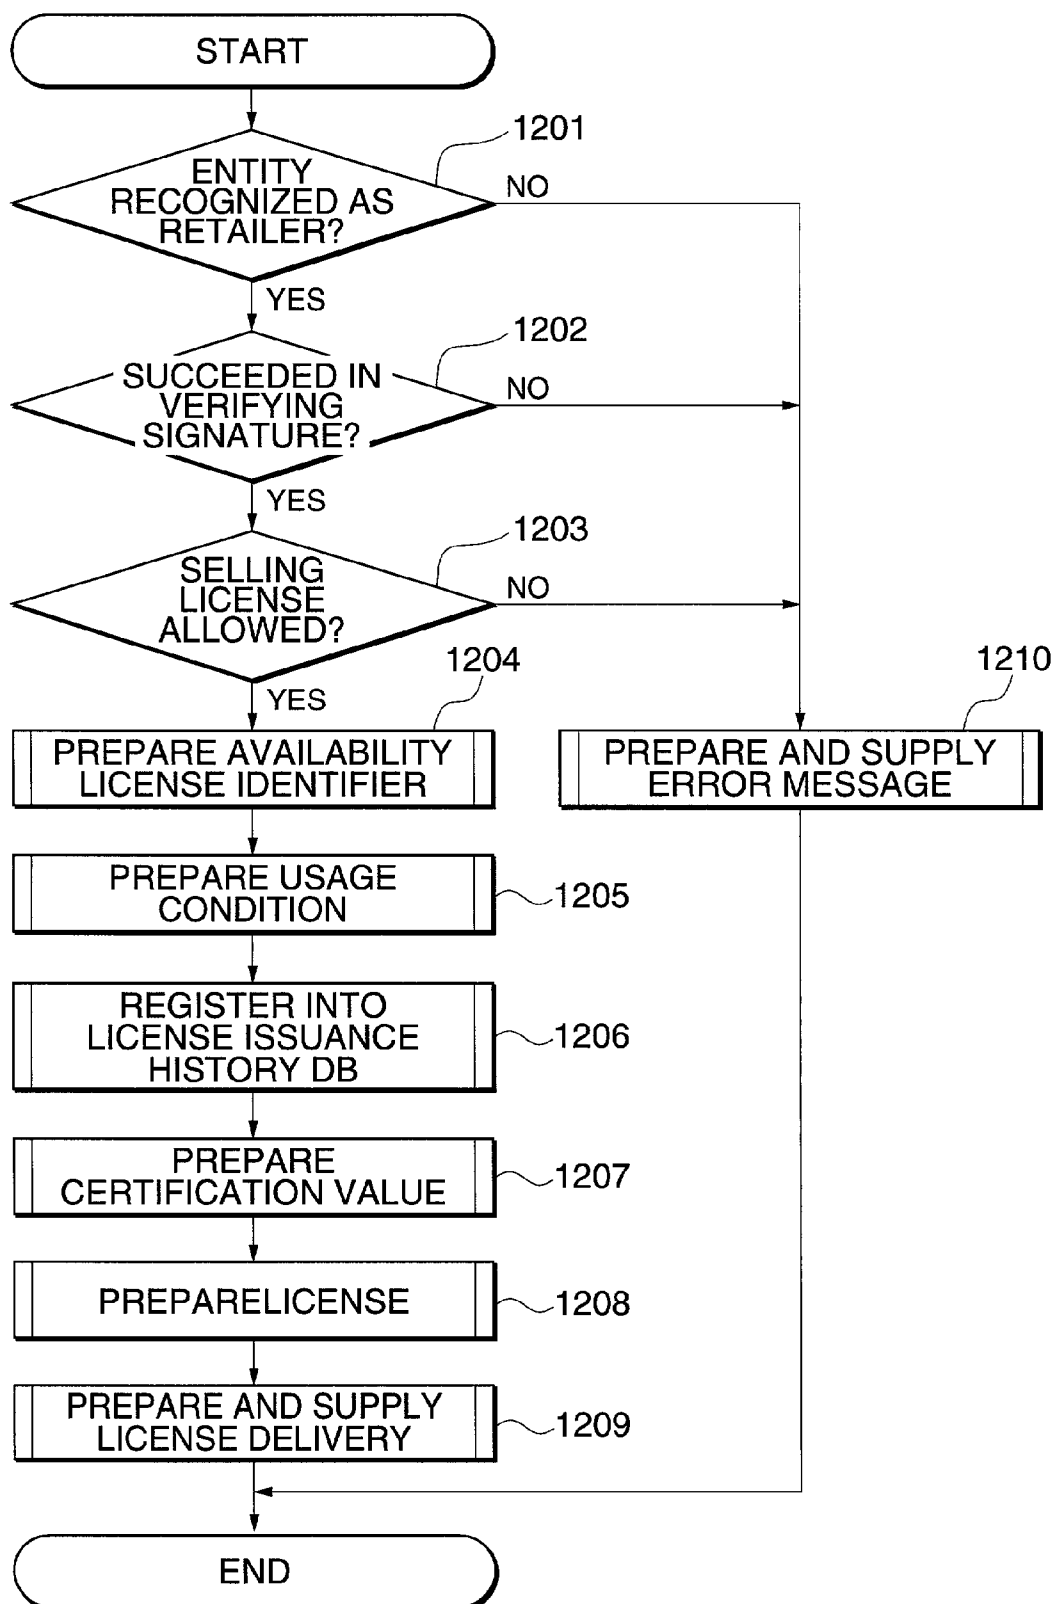 START
1201
ENTITY
RECOGNIZED AS
RETAILER?
NO
YES
1202
SUCCEEDED IN
VERIFYING
SIGNATURE?
NO
YES
1203
SELLING
LICENSE
ALLOWED?
NO
YES
1204
1210
PREPARE AVAILABILITY
LICENSE IDENTIFIER
PREPARE AND SUPPLY
ERROR MESSAGE
PREPARE USAGE
CONDITION
1205
REGISTER INTO
LICENSE ISSUANCE
HISTORY DB
1206
PREPARE
CERTIFICATION VALUE
1207
PREPARELICENSE
1208
PREPARE AND SUPPLY
LICENSE DELIVERY
1209
END